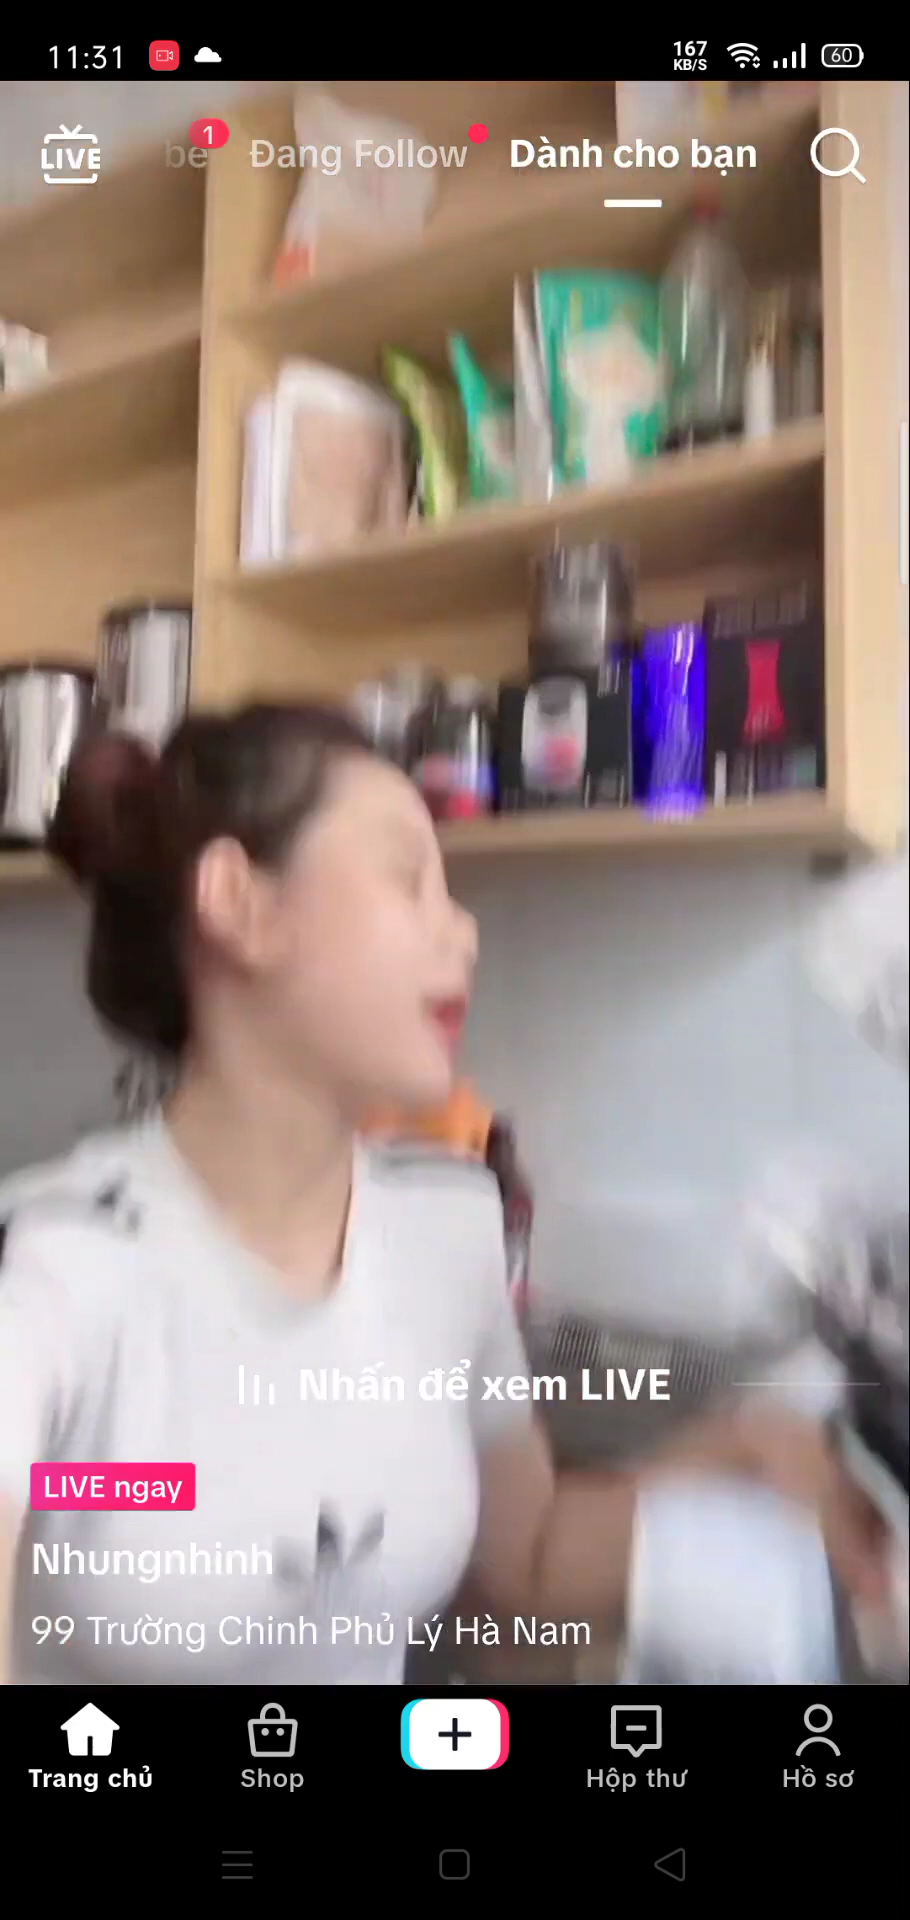 11:31
167
KB/S
60
LIVE
be
1
Đang Follow
Dành cho bạn
Nhấn để xem LIVE
LIVE ngay
Nhungnhinh
99 Trường Chinh Phủ Lý Hà Nam
Trang chủ
Shop
Hộp thư
Hồ sơ